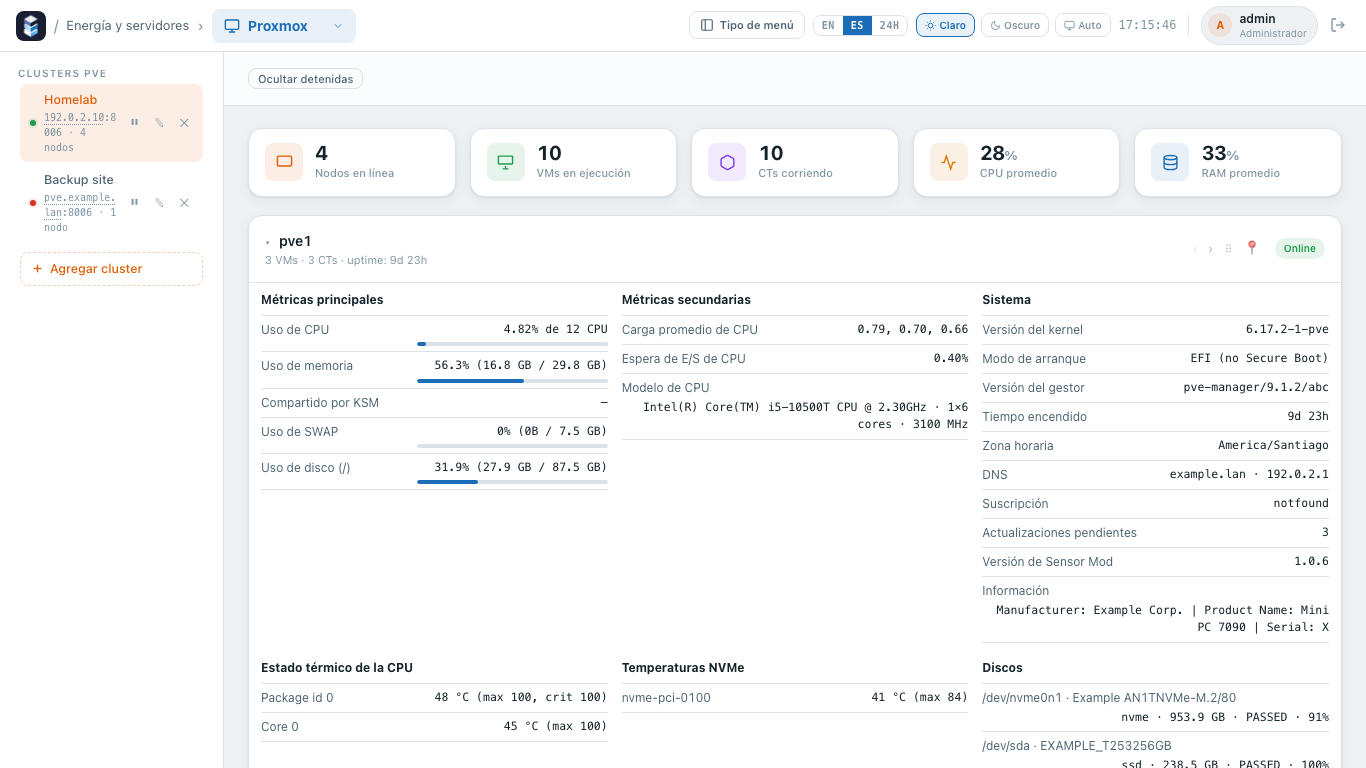 / Energía y servidores › Proxmox
Tipo de menú
EN ES 24H
Claro
Oscuro
Auto
17:15:46
A
admin
Administrador
CLUSTERS PVE
Homelab
192.0.2.10:8
006 · 4
nodos
Backup site
pve.example.
lan:8006 · 1
nodo
+ Agregar cluster
Ocultar detenidas
4
Nodos en línea
10
VMs en ejecución
10
CTs corriendo
28%
CPU promedio
33%
RAM promedio
pve1
3 VMs · 3 CTs · uptime: 9d 23h
Online
Métricas principales
Uso de CPU 4.82% de 12 CPU
Uso de memoria 56.3% (16.8 GB / 29.8 GB)
Compartido por KSM —
Uso de SWAP 0% (0B / 7.5 GB)
Uso de disco (/) 31.9% (27.9 GB / 87.5 GB)
Métricas secundarias
Carga promedio de CPU 0.79, 0.70, 0.66
Espera de E/S de CPU 0.40%
Modelo de CPU
Intel(R) Core(TM) i5-10500T CPU @ 2.30GHz · 1×6
cores · 3100 MHz
Sistema
Versión del kernel 6.17.2-1-pve
Modo de arranque EFI (no Secure Boot)
Versión del gestor pve-manager/9.1.2/abc
Tiempo encendido 9d 23h
Zona horaria America/Santiago
DNS example.lan · 192.0.2.1
Suscripción notfound
Actualizaciones pendientes 3
Versión de Sensor Mod 1.0.6
Información
Manufacturer: Example Corp. | Product Name: Mini
PC 7090 | Serial: X
Estado térmico de la CPU
Package id 0 48 °C (max 100, crit 100)
Core 0 45 °C (max 100)
Temperaturas NVMe
nvme-pci-0100 41 °C (max 84)
Discos
/dev/nvme0n1 · Example AN1TNVMe-M.2/80
nvme · 953.9 GB · PASSED · 91%
/dev/sda · EXAMPLE_T253256GB
ssd · 238.5 GB · PASSED · 100%